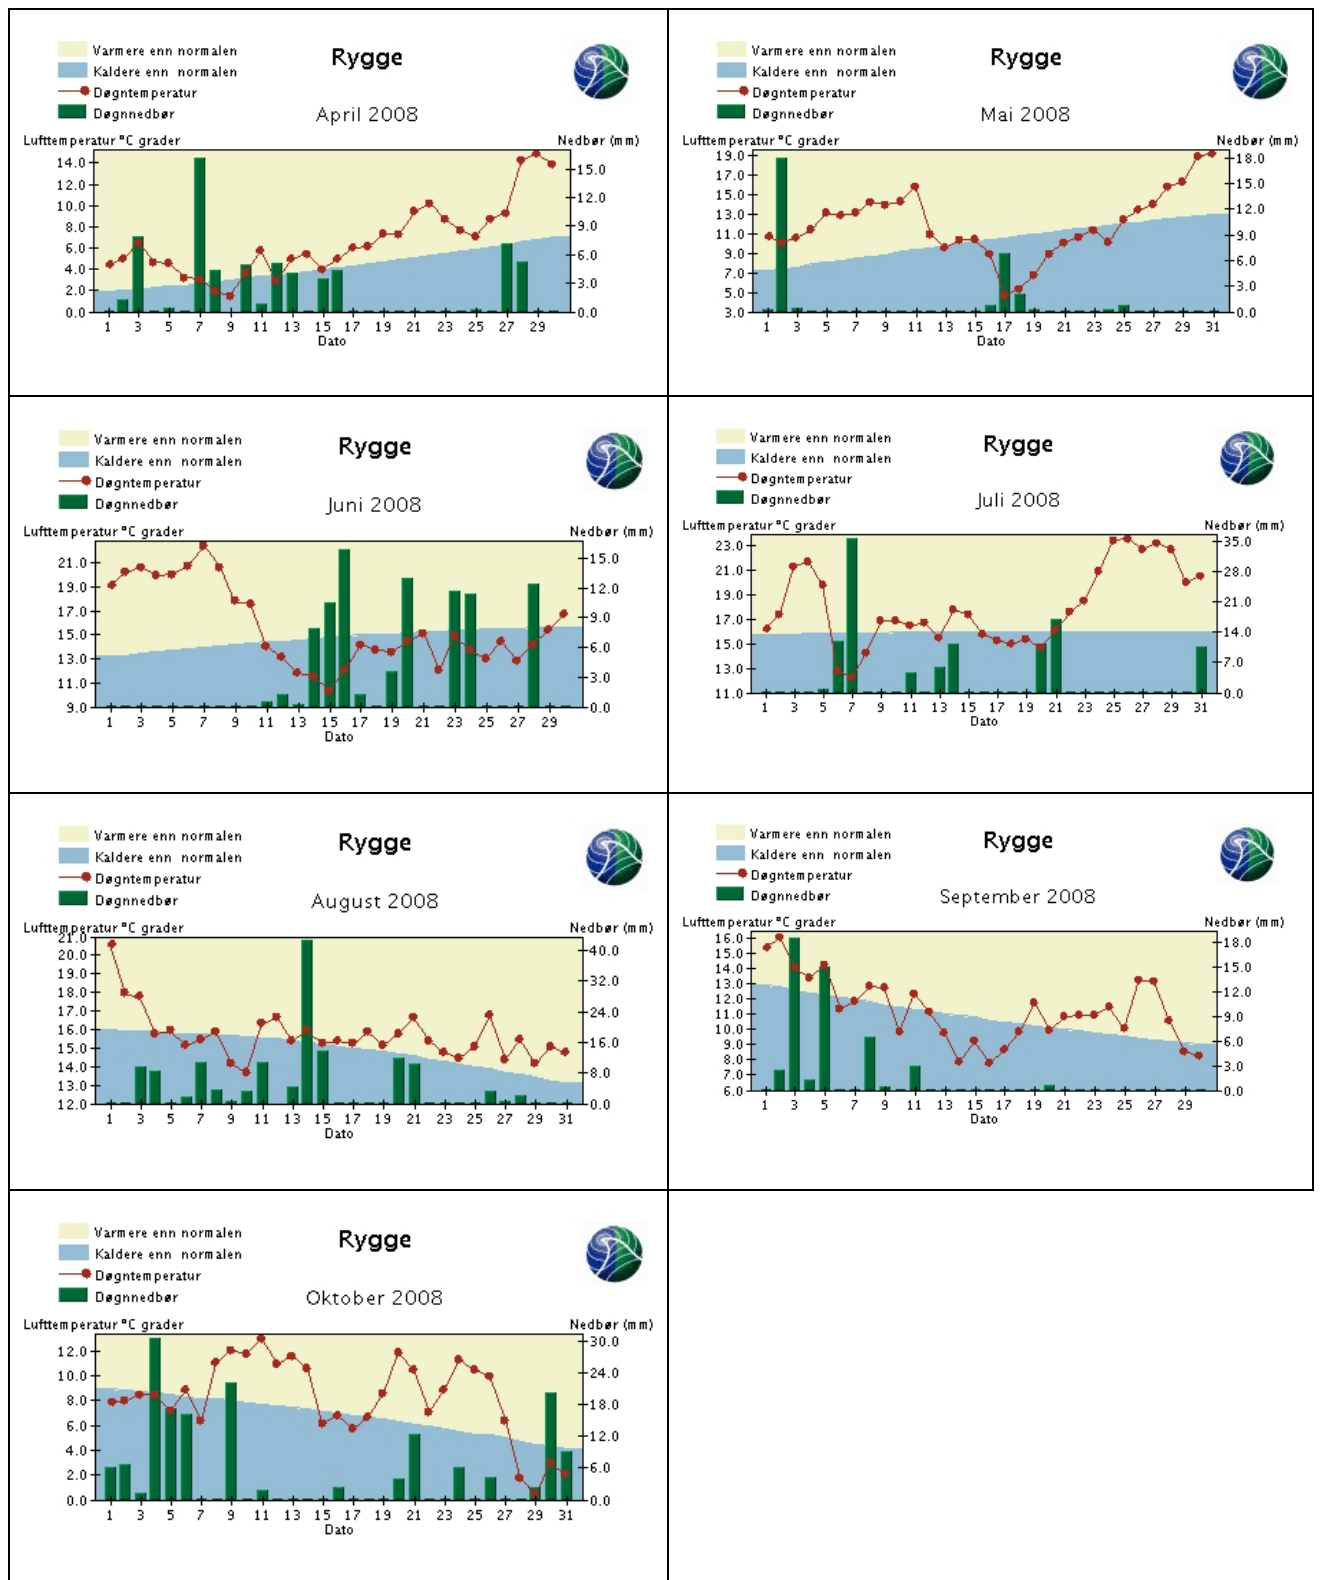 Varmere enn normalen
Kaldere enn normalen
Døgntemperatur
Døgnnedbør
Rygge
April 2008
Lufttemperatur °C grader
Nedbør (mm)
14.0
12.0
10.0
8.0
6.0
4.0
2.0
0.0
15.0
12.0
9.0
6.0
3.0
0.0
1 3 5 7 9 11 13 15 17 19 21 23 25 27 29
Dato
Varmere enn normalen
Kaldere enn normalen
Døgntemperatur
Døgnnedbør
Rygge
Mai 2008
Lufttemperatur °C grader
Nedbør (mm)
19.0
17.0
15.0
13.0
11.0
9.0
7.0
5.0
3.0
18.0
15.0
12.0
9.0
6.0
3.0
0.0
1 3 5 7 9 11 13 15 17 19 21 23 25 27 29 31
Dato
Varmere enn normalen
Kaldere enn normalen
Døgntemperatur
Døgnnedbør
Rygge
Juni 2008
Lufttemperatur °C grader
Nedbør (mm)
21.0
19.0
17.0
15.0
13.0
11.0
9.0
15.0
12.0
9.0
6.0
3.0
0.0
1 3 5 7 9 11 13 15 17 19 21 23 25 27 29
Dato
Varmere enn normalen
Kaldere enn normalen
Døgntemperatur
Døgnnedbør
Rygge
Juli 2008
Lufttemperatur °C grader
Nedbør (mm)
23.0
21.0
19.0
17.0
15.0
13.0
11.0
35.0
28.0
21.0
14.0
7.0
0.0
1 3 5 7 9 11 13 15 17 19 21 23 25 27 29 31
Dato
Varmere enn normalen
Kaldere enn normalen
Døgntemperatur
Døgnnedbør
Rygge
August 2008
Lufttemperatur °C grader
Nedbør (mm)
21.0
20.0
19.0
18.0
17.0
16.0
15.0
14.0
13.0
12.0
40.0
32.0
24.0
16.0
8.0
0.0
1 3 5 7 9 11 13 15 17 19 21 23 25 27 29 31
Dato
Varmere enn normalen
Kaldere enn normalen
Døgntemperatur
Døgnnedbør
Rygge
September 2008
Lufttemperatur °C grader
Nedbør (mm)
16.0
15.0
14.0
13.0
12.0
11.0
10.0
9.0
8.0
7.0
6.0
18.0
15.0
12.0
9.0
6.0
3.0
0.0
1 3 5 7 9 11 13 15 17 19 21 23 25 27 29
Dato
Varmere enn normalen
Kaldere enn normalen
Døgntemperatur
Døgnnedbør
Rygge
Oktober 2008
Lufttemperatur °C grader
Nedbør (mm)
12.0
10.0
8.0
6.0
4.0
2.0
0.0
30.0
24.0
18.0
12.0
6.0
0.0
1 3 5 7 9 11 13 15 17 19 21 23 25 27 29 31
Dato